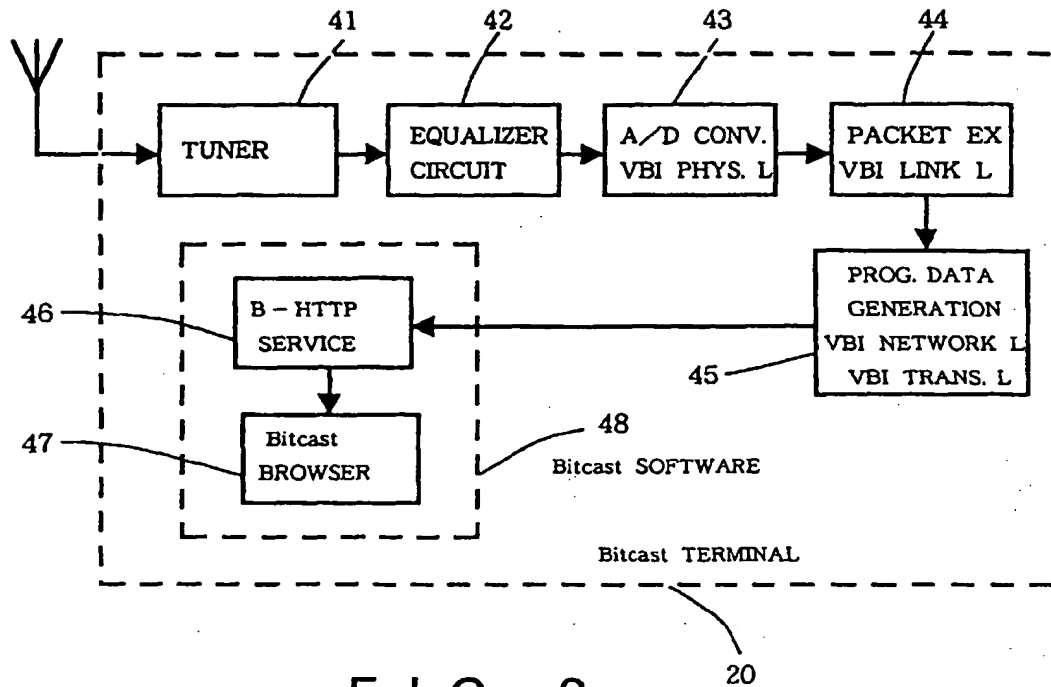 41
42
43
44
TUNER
EQUALIZER
CIRCUIT
A/D CONV.
VBI PHYS. L
PACKET EX
VBI LINK L
46
B-HTTP
SERVICE
PROG. DATA
GENERATION
VBI NETWORK L
VBI TRANS. L
45
47
Bitcast
BROWSER
48
Bitcast SOFTWARE
Bitcast TERMINAL
20